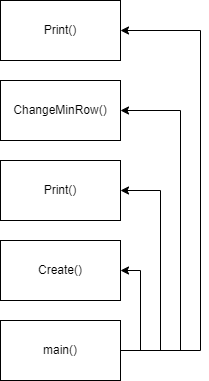 Print()
ChangeMinRow()
Print()
Create()
main()